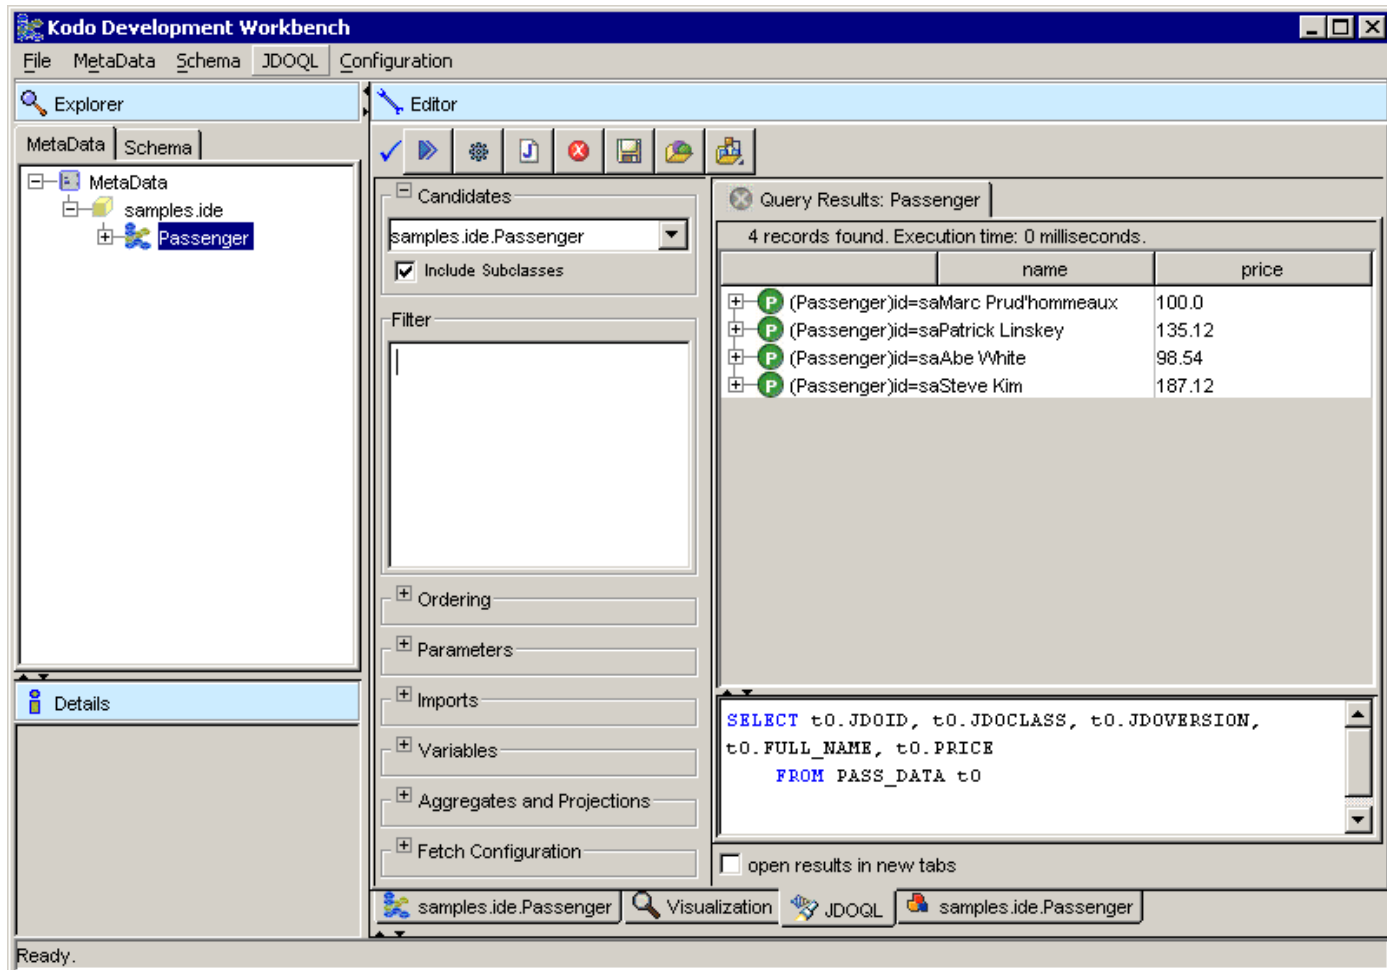 Kodo Development Workbench
File MetaData Schema JDOQL Configuration
Explorer
Editor
MetaData Schema
MetaData
samples.ide
Passenger
Details
Candidates
samples.ide.Passenger
Include Subclasses
Filter
Ordering
Parameters
Imports
Variables
Aggregates and Projections
Fetch Configuration
Query Results: Passenger
4 records found. Execution time: 0 milliseconds.
name price
(Passenger)id=saMarc Prud'hommeaux 100.0
(Passenger)id=saPatrick Linskey 135.12
(Passenger)id=saAbe White 98.54
(Passenger)id=saSteve Kim 187.12
SELECT t0.JDOID, t0.JDOCLASS, t0.JDOVERSION,
t0.FULL_NAME, t0.PRICE
FROM PASS_DATA t0
open results in new tabs
samples.ide.Passenger Visualization JDOQL samples.ide.Passenger
Ready.